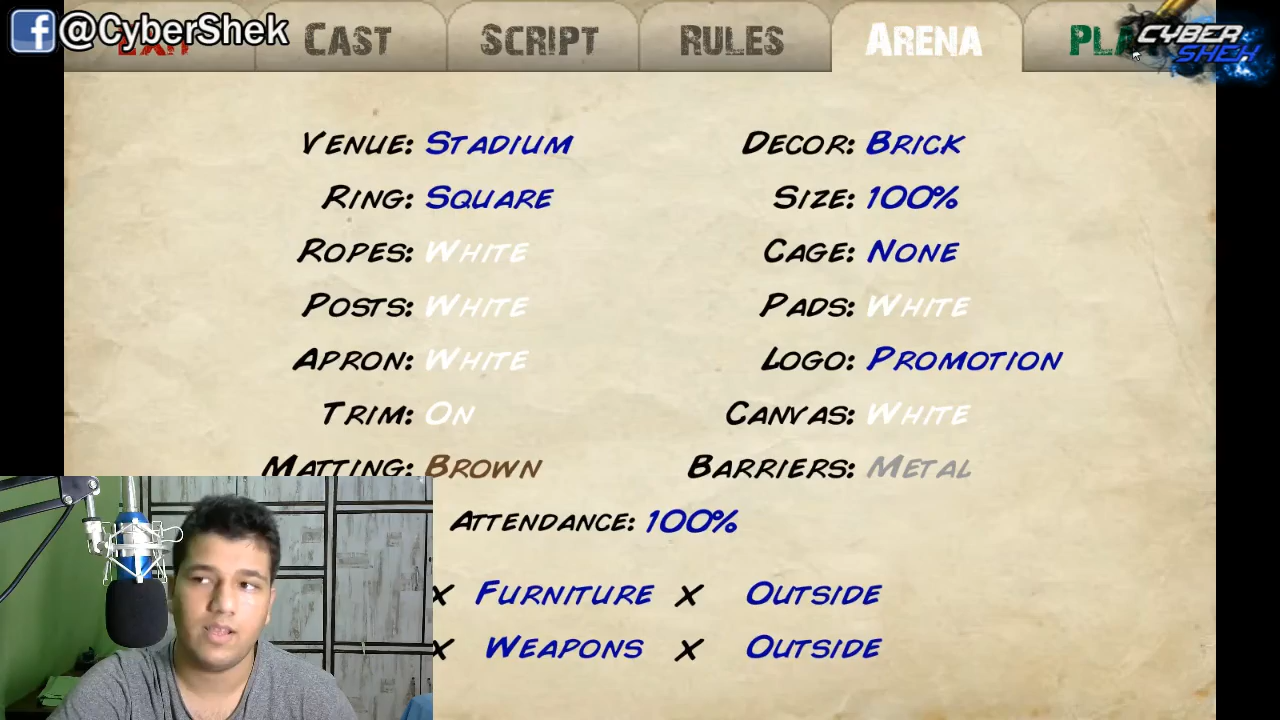 @CyberShek
EXIT CAST SCRIPT RULES ARENA PLA
CYBER
SHEK
VENUE: STADIUM DECOR: BRICK
RING: SQUARE SIZE: 100%
ROPES: WHITE CAGE: NONE
POSTS: WHITE PADS: WHITE
APRON: WHITE LOGO: PROMOTION
TRIM: ON CANVAS: WHITE
MATTING: BROWN BARRIERS: METAL
ATTENDANCE: 100%
X FURNITURE X OUTSIDE
X WEAPONS X OUTSIDE